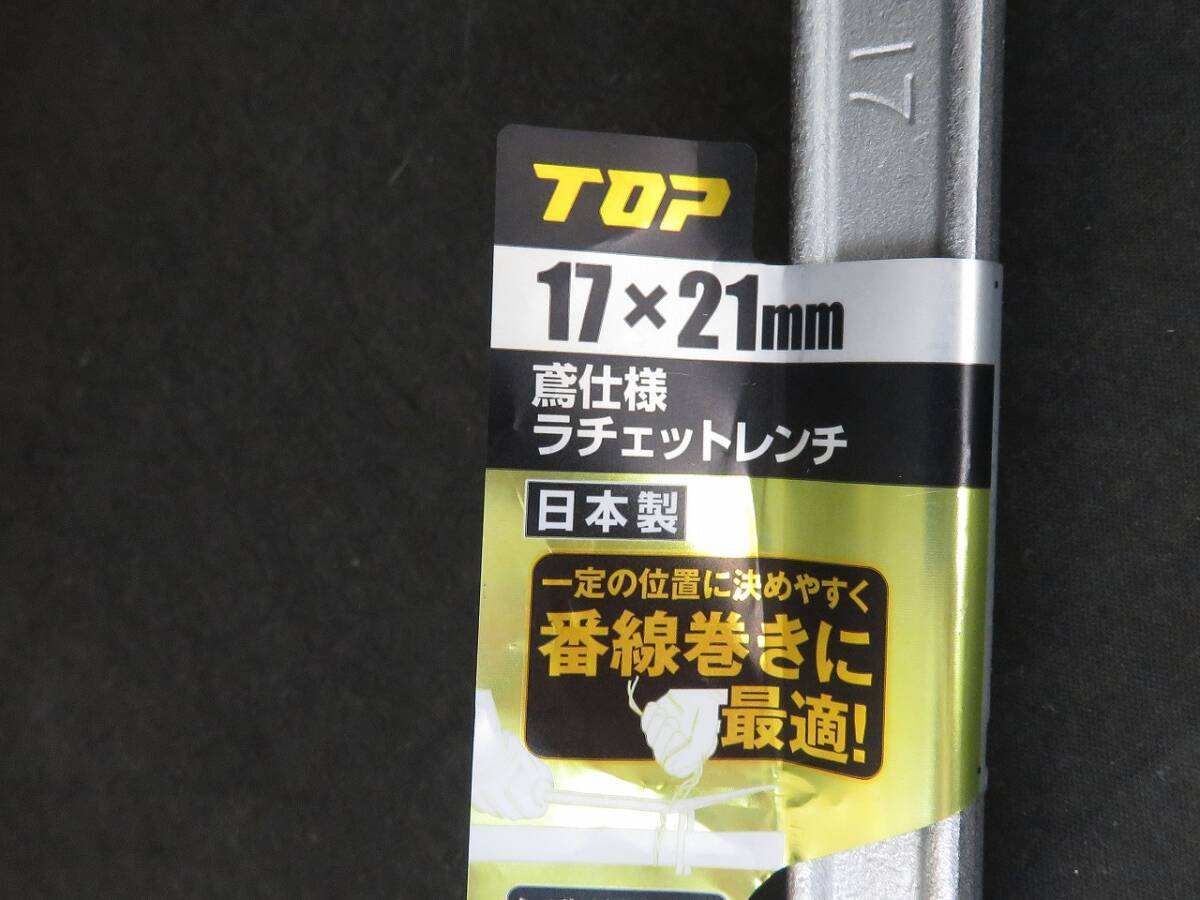 17
TOP
17×21mm
鳶仕様
ラチェットレンチ
日本製
一定の位置に決めやすく
番線巻きに
最適!